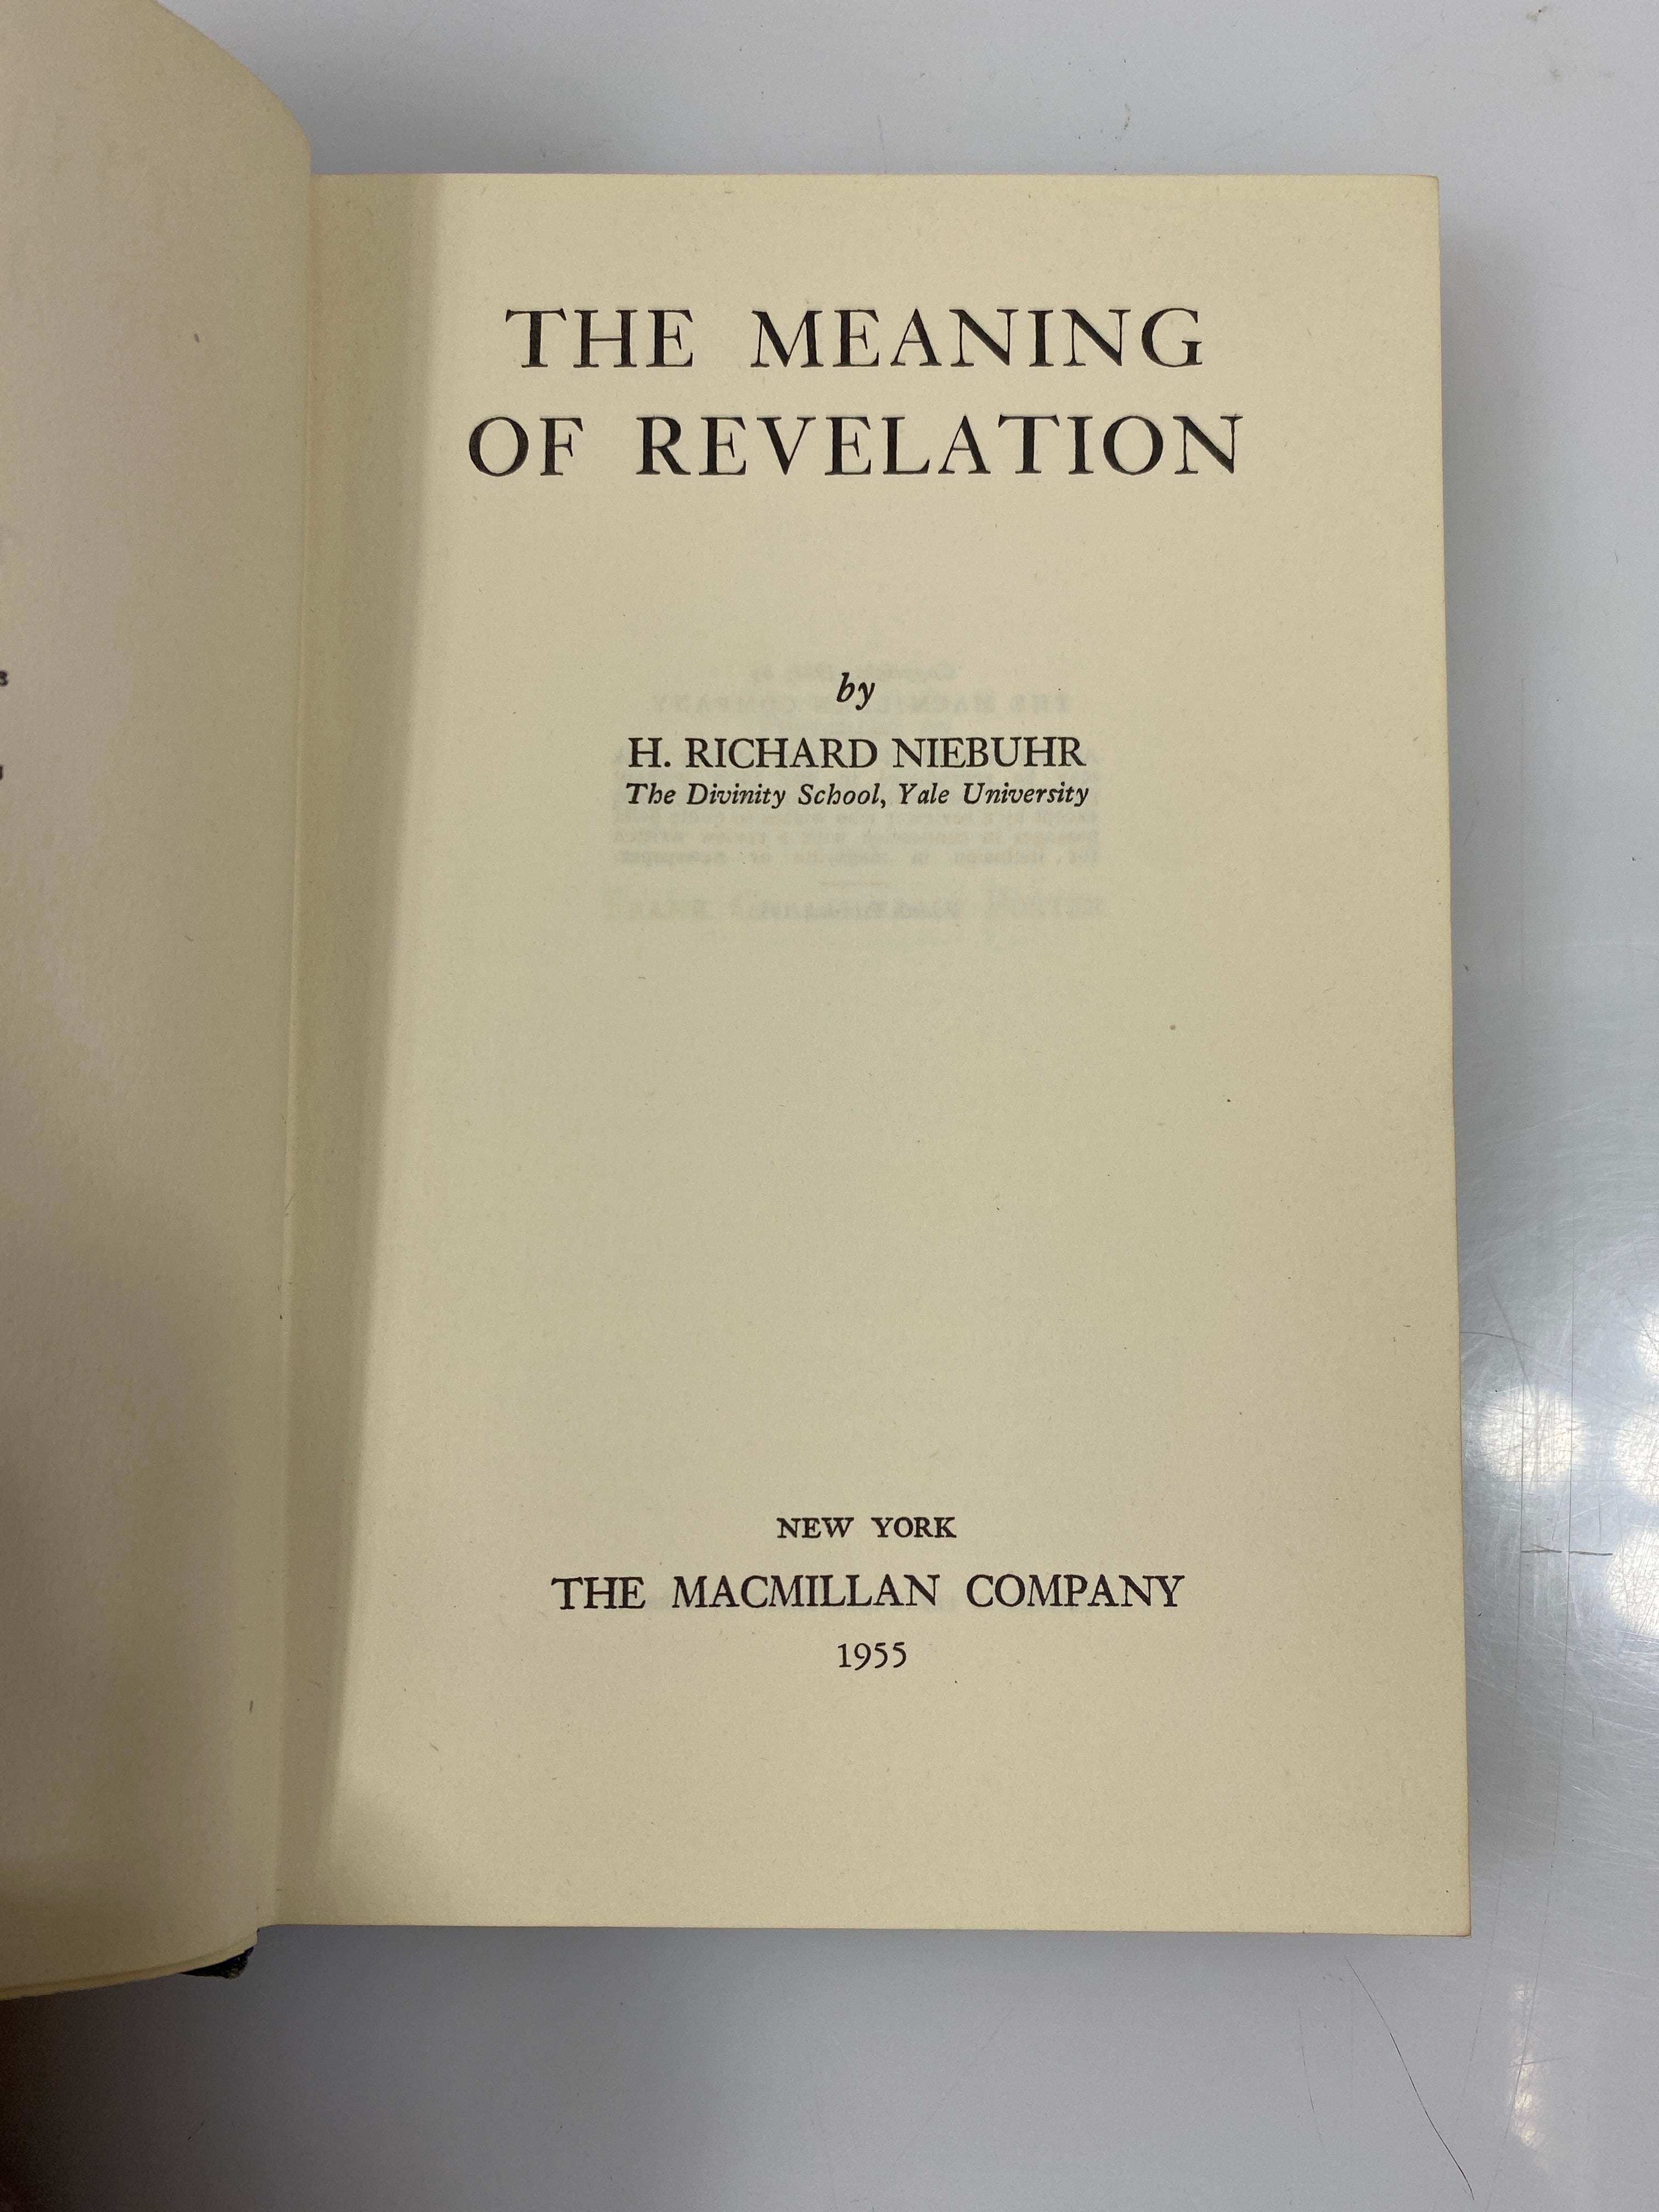 THE MEANING
OF REVELATION
by
H. RICHARD NIEBUHR
The Divinity School, Yale University
NEW YORK
THE MACMILLAN COMPANY
1955